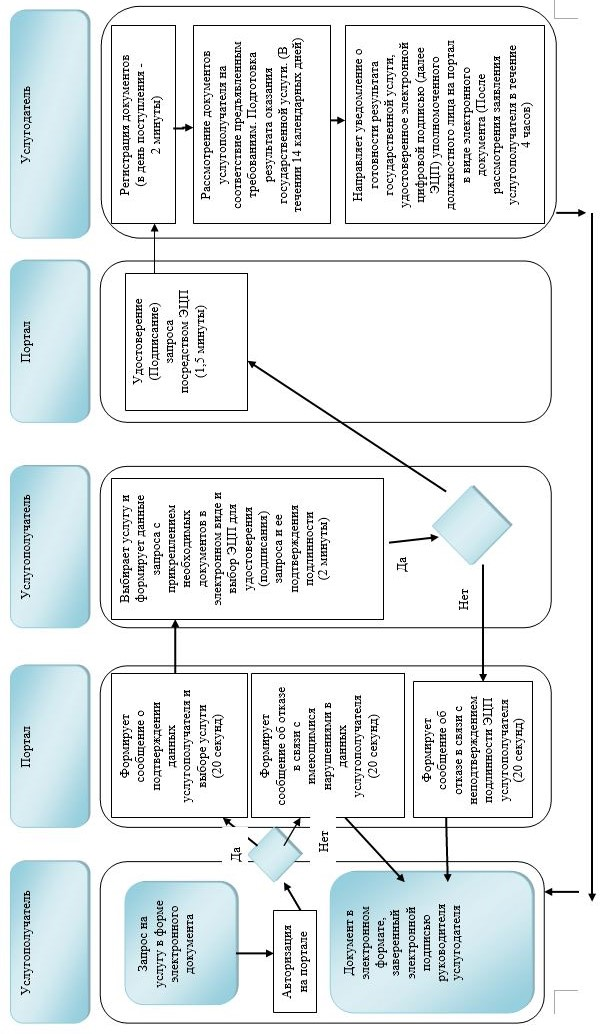 Услугополучатель
Портал
Услугополучатель
Портал
Услугодатель
Запрос на
услугу в форме
электронного
документа
Авторизация
на портале
Да
Нет
Документ в
электронном
формате,
заверенный
электронной
подписью
руководителя
услугодателя
Формирует
сообщение о
подтверждении
данных
услугополучателя и
выборе услуги
(20 секунд)
Формирует
сообщение об отказе
в связи с
имеющимися
нарушениями в
данных
услугополучателя
(20 секунд)
Формирует
сообщение об
отказе в связи с
неподтверждением
подлинности ЭЦП
услугополучателя
(20 секунд)
Выбирает услугу и
формирует данные
запроса с
прикреплением
необходимых
документов в
электронном виде и
выбор ЭЦП для
удостоверения
(подписания)
запроса и ее
подтверждения
подлинности
(2 минуты)
Да
Нет
Удостоверение
(Подписание)
запроса
посредством ЭЦП
(1,5 минуты)
Регистрация документов
(в день поступления -
2 минуты)
Рассмотрение документов
услугополучателя на
соответствие предъявленным
требованиям. Подготовка
результата оказания
государственной услуги. (В
течении 14 календарных дней)
Направляет уведомление о
готовности результата
государственной услуги,
удостоверенное электронной
цифровой подписью (далее
ЭЦП) уполномоченного
должностного лица на портал
в виде электронного
документа (После
рассмотрения заявления
услугополучателя в течение
4 часов)